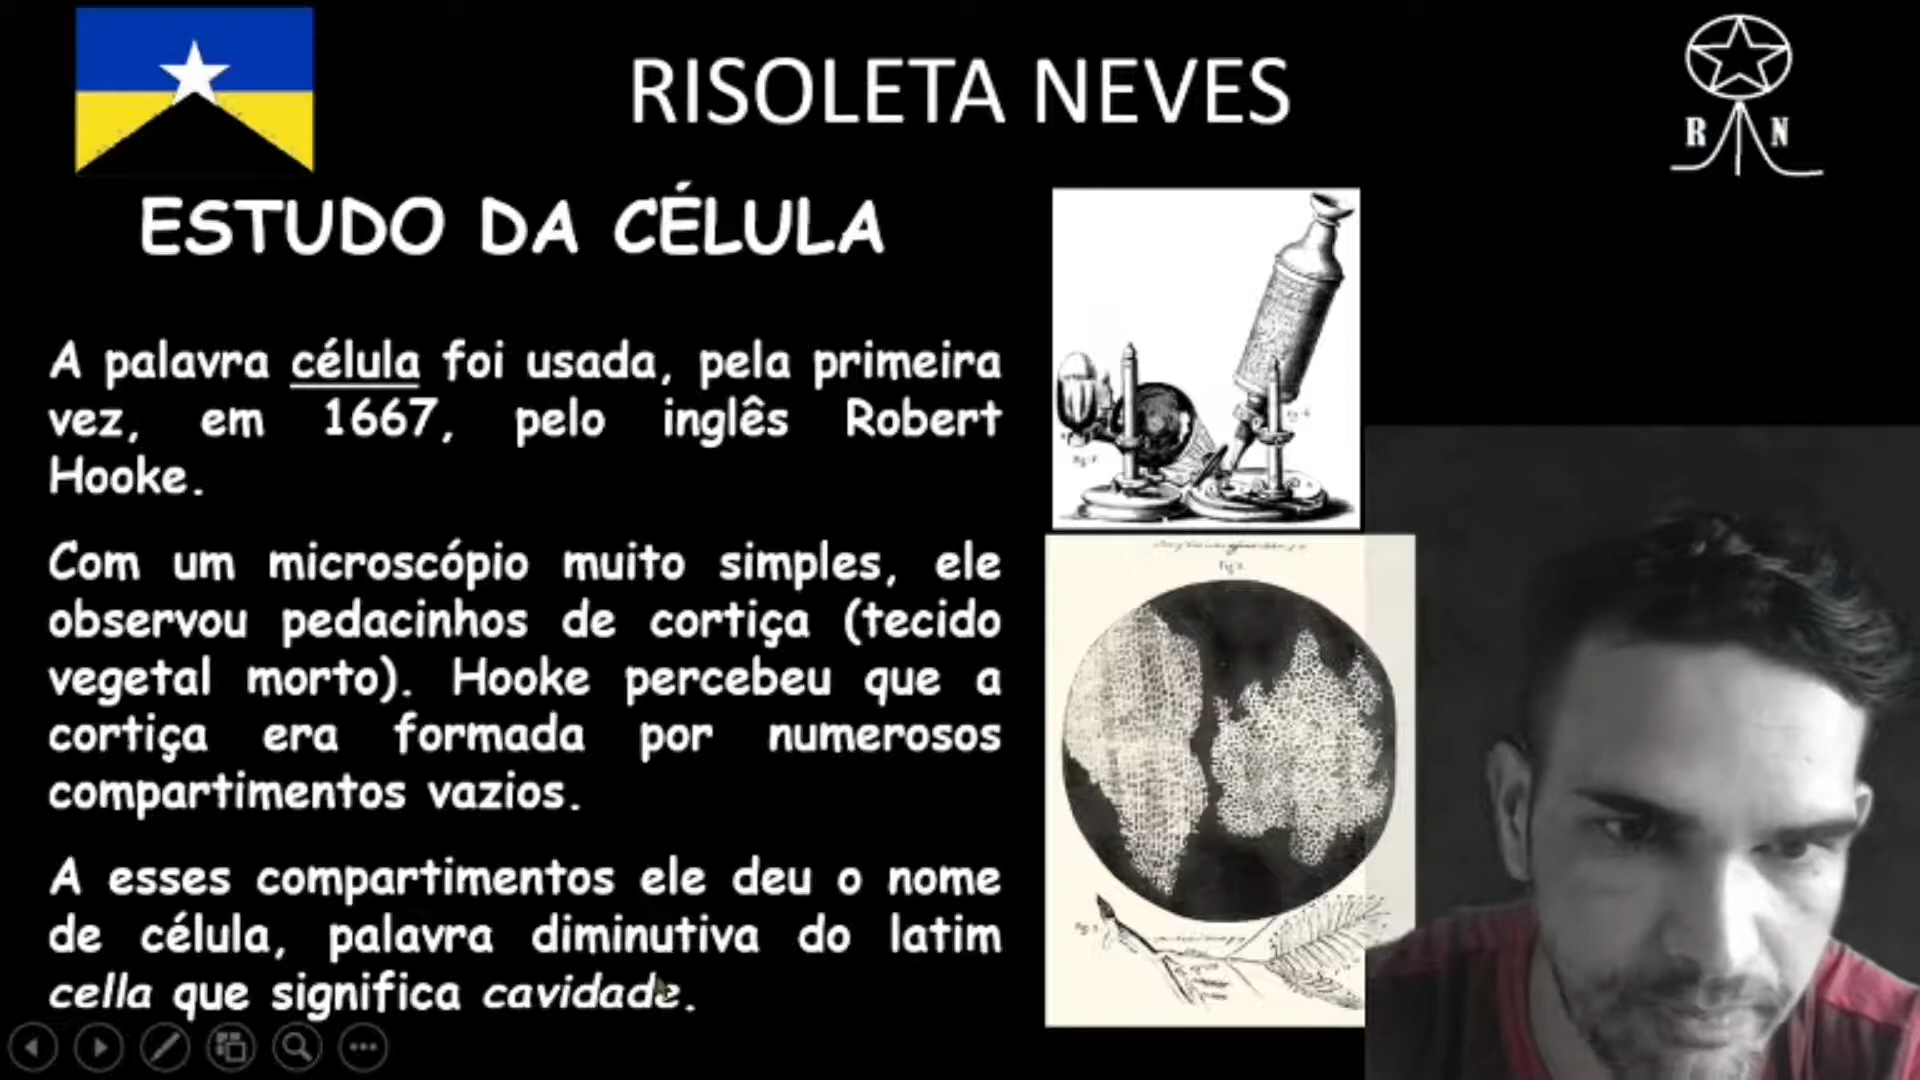 RISOLETA NEVES
R N
ESTUDO DA CÉLULA
A palavra célula foi usada, pela primeira
vez, em 1667, pelo inglês Robert
Hooke.
Com um microscópio muito simples, ele
observou pedacinhos de cortiça (tecido
vegetal morto). Hooke percebeu que a
cortiça era formada por numerosos
compartimentos vazios.
A esses compartimentos ele deu o nome
de célula, palavra diminutiva do latim
cella que significa cavidade.